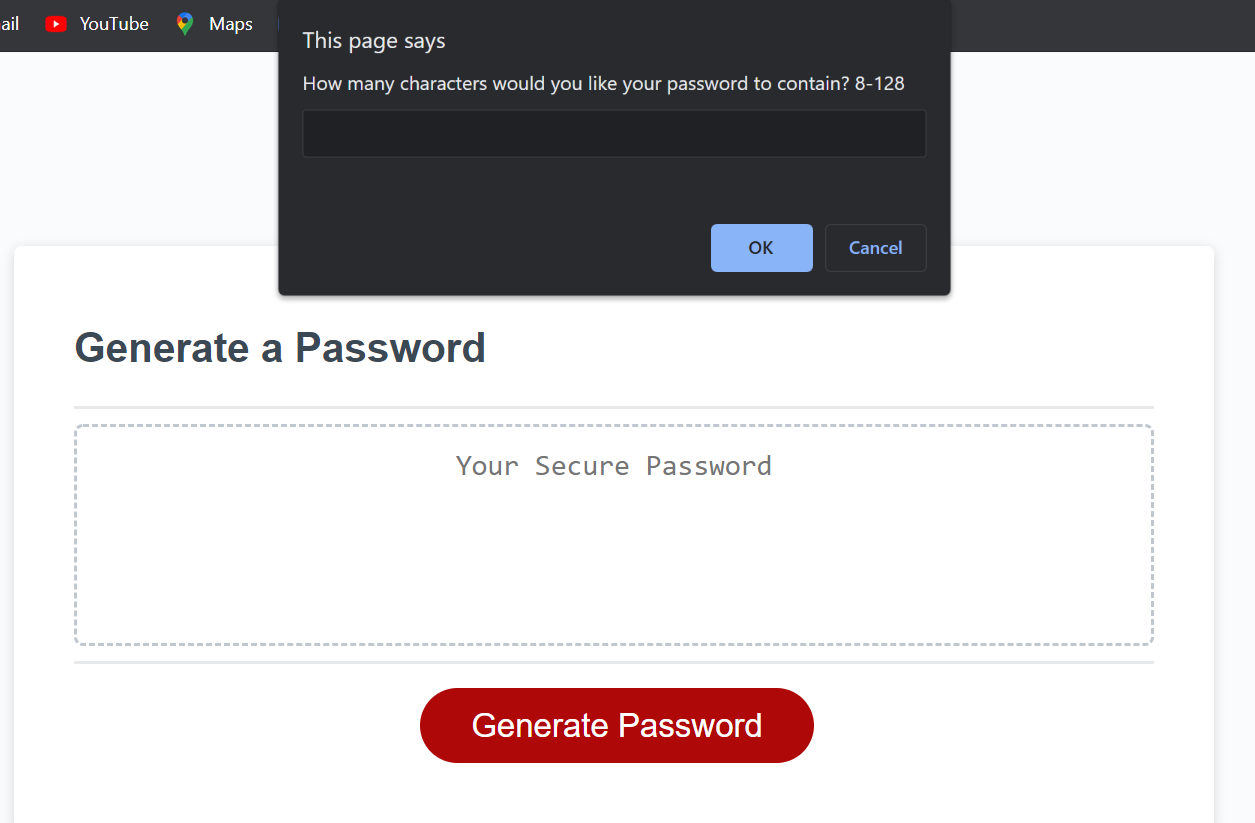 ail YouTube Maps
This page says
How many characters would you like your password to contain? 8-128
OK Cancel
Generate a Password
Your Secure Password
Generate Password